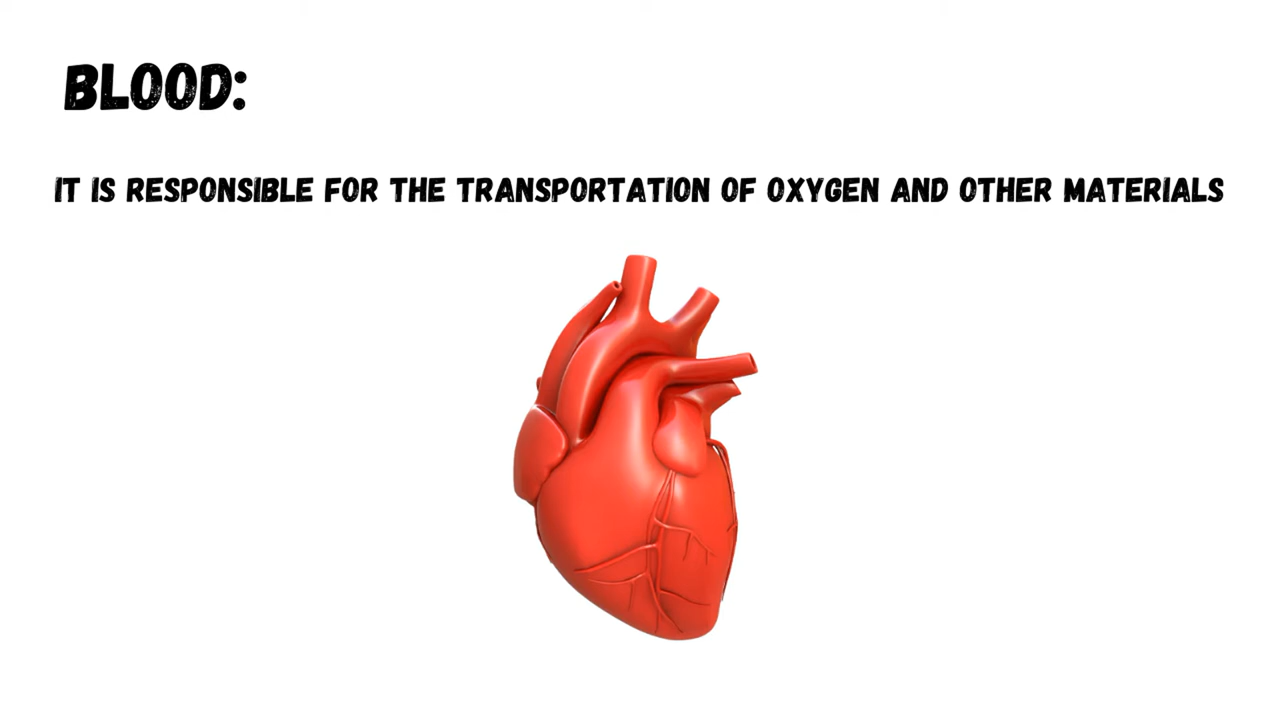 BLOOD:
IT IS RESPONSIBLE FOR THE TRANSPORTATION OF OXYGEN AND OTHER MATERIALS